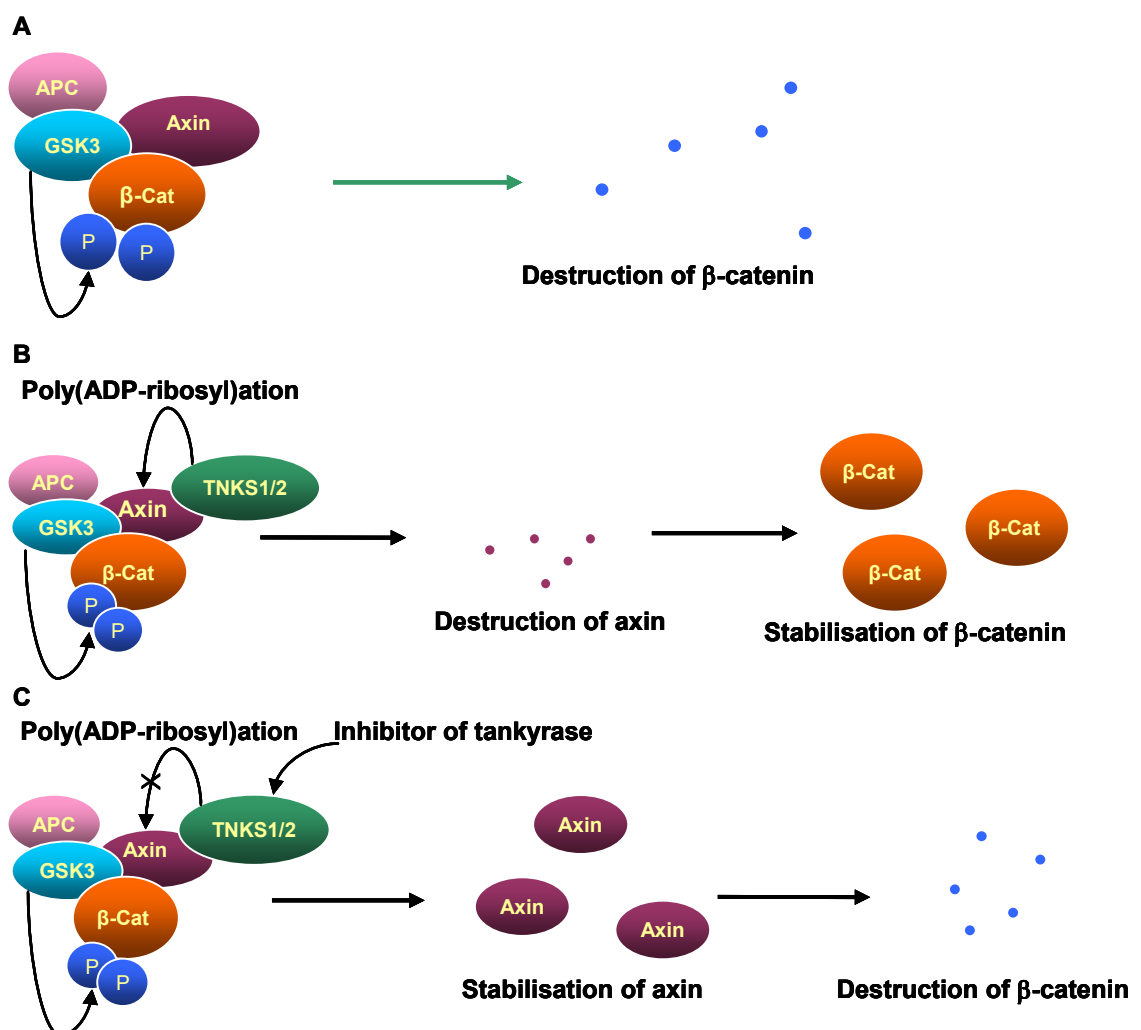 A
APC
Axin
GSK3
β-Cat
P
P
Destruction of β-catenin
B
Poly(ADP-ribosyl)ation
APC
TNKS1/2
Axin
GSK3
β-Cat
P
P
Destruction of axin
β-Cat
β-Cat
β-Cat
Stabilisation of β-catenin
C
Poly(ADP-ribosyl)ation
Inhibitor of tankyrase
APC
TNKS1/2
Axin
GSK3
β-Cat
P
P
Axin
Axin
Axin
Stabilisation of axin
Destruction of β-catenin